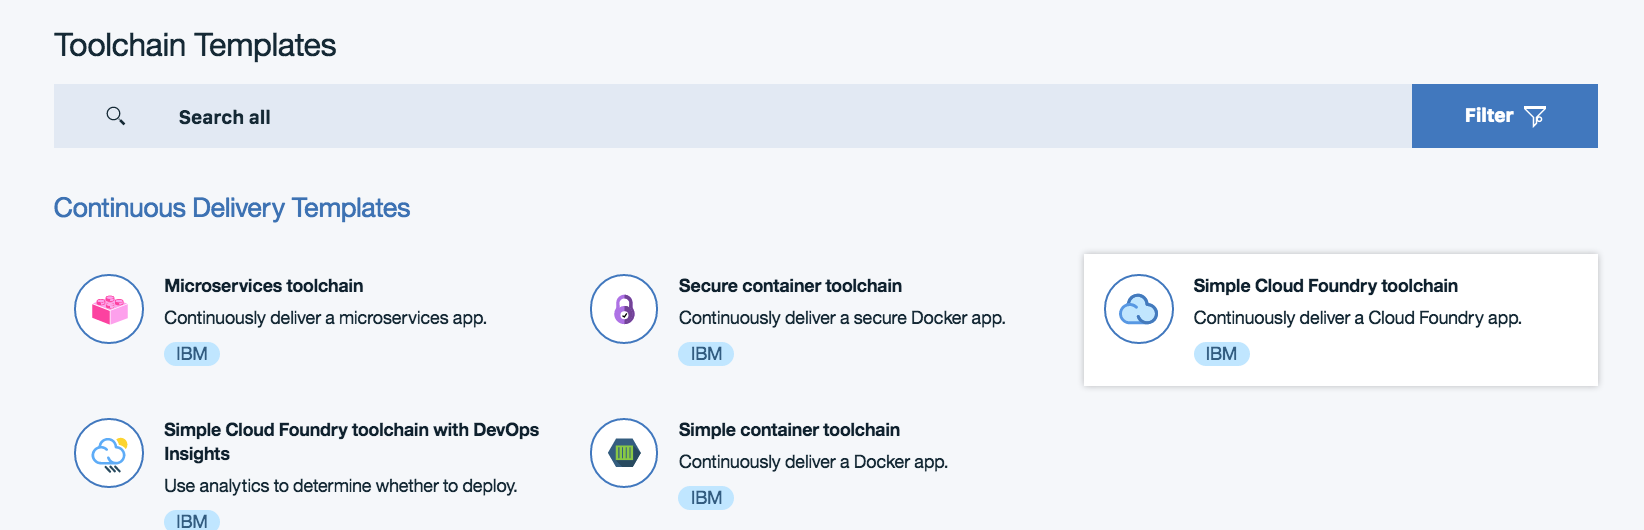 Toolchain Templates
Search all
Filter
Continuous Delivery Templates
Microservices toolchain
Continuously deliver a microservices app.
IBM
Secure container toolchain
Continuously deliver a secure Docker app.
IBM
Simple Cloud Foundry toolchain
Continuously deliver a Cloud Foundry app.
IBM
Simple Cloud Foundry toolchain with DevOps
Insights
Use analytics to determine whether to deploy.
IBM
Simple container toolchain
Continuously deliver a Docker app.
IBM